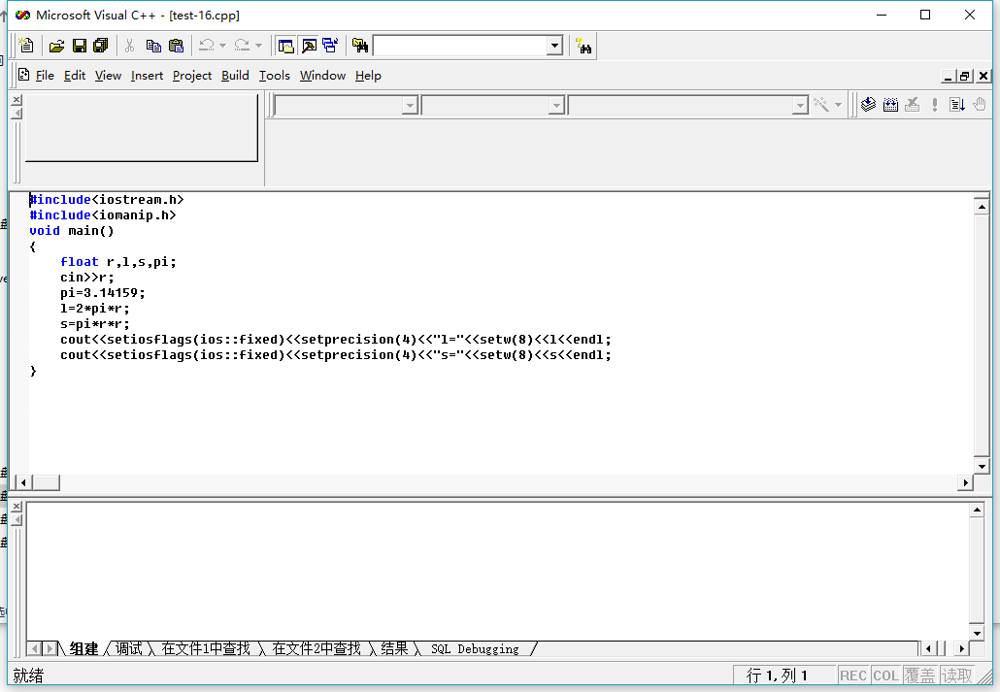 Microsoft Visual C++ - [test-16.cpp]
File Edit View Insert Project Build Tools Window Help
#include<iostream.h>
#include<iomanip.h>
void main()
{
float r,l,s,pi;
cin>>r;
pi=3.14159;
l=2*pi*r;
s=pi*r*r;
cout<<setiosflags(ios::fixed)<<setprecision(4)<<"l="<<setw(8)<<l<<endl;
cout<<setiosflags(ios::fixed)<<setprecision(4)<<"s="<<setw(8)<<s<<endl;
}
组建 调试 在文件1中查找 在文件2中查找 结果 SQL Debugging
就绪 行 1, 列 1 REC COL 覆盖 读取